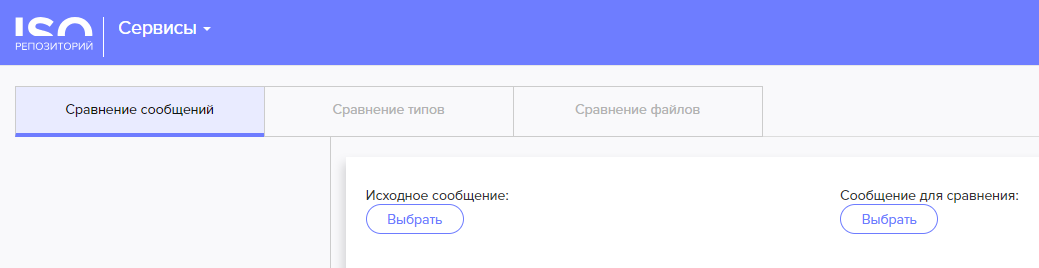 ISO
РЕПОЗИТОРИЙ
Сервисы
Сравнение сообщений
Сравнение типов
Сравнение файлов
Исходное сообщение:
Сообщение для сравнения:
Выбрать
Выбрать